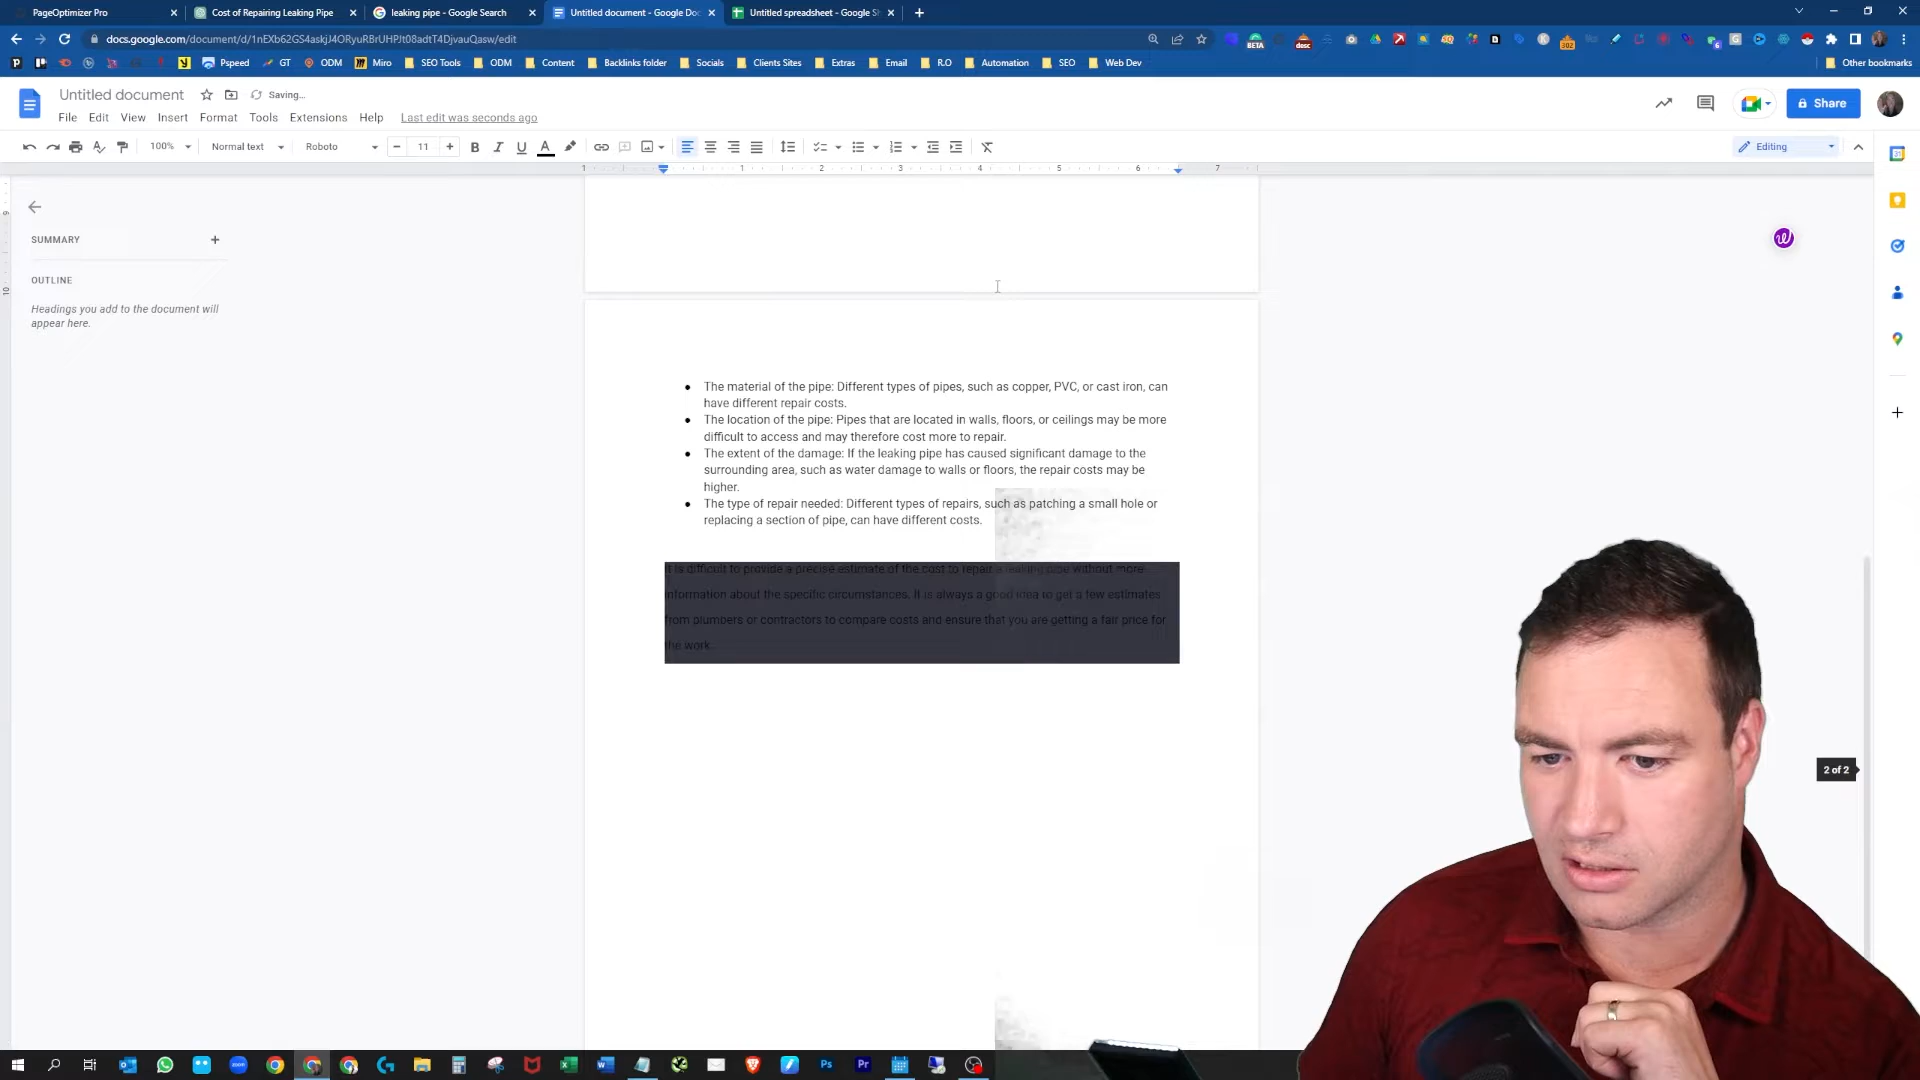 PageOptimizer Pro
Cost of Repairing Leaking Pipe
leaking pipe - Google Search
Untitled document - Google Doc
Untitled spreadsheet - Google Sh
docs.google.com/document/d/1nEXb62GS4askjJ4ORyuRBrUHPJt08adtT4DjvauQasw/edit
Pspeed
GT
ODM
Miro
SEO Tools
ODM
Content
Backlinks folder
Socials
Clients Sites
Extras
Email
R.O
Automation
SEO
Web Dev
Other bookmarks
Untitled document
Saving...
File Edit View Insert Format Tools Extensions Help Last edit was seconds ago
Share
100% Normal text Roboto 11
Editing
1 1 2 3 4 5 6 7
SUMMARY
OUTLINE
Headings you add to the document will
appear here.
The material of the pipe: Different types of pipes, such as copper, PVC, or cast iron, can
have different repair costs.
The location of the pipe: Pipes that are located in walls, floors, or ceilings may be more
difficult to access and may therefore cost more to repair.
The extent of the damage: If the leaking pipe has caused significant damage to the
surrounding area, such as water damage to walls or floors, the repair costs may be
higher.
The type of repair needed: Different types of repairs, such as patching a small hole or
replacing a section of pipe, can have different costs.
It is difficult to provide a precise estimate of the cost to repair a leaking pipe without more
information about the specific circumstances. It is always a good idea to get a few estimates
from plumbers or contractors to compare costs and ensure that you are getting a fair price for
the work.
2 of 2